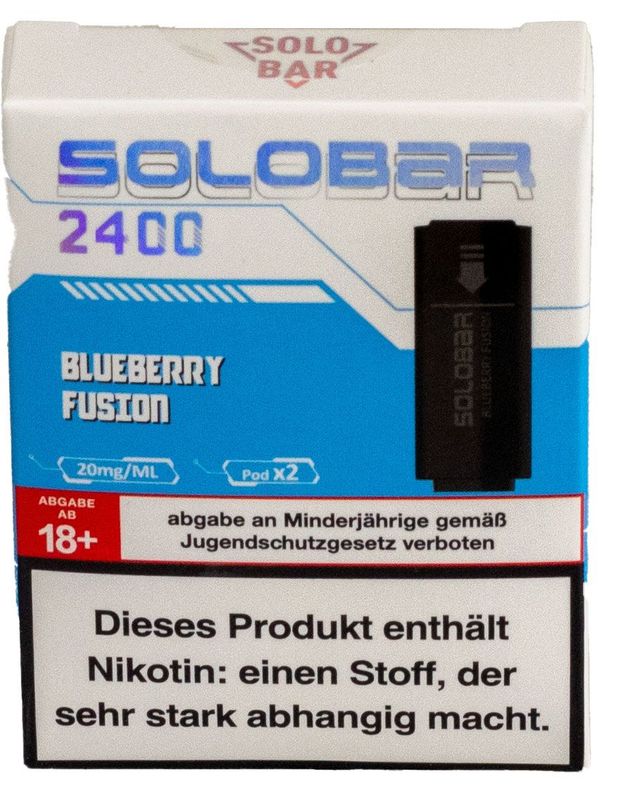 SOLO
BAR
SOLOBAR
2400
SOLOBAR
BLUEBERRY FUSION
BLUEBERRY
FUSION
20mg/ML
Pod x2
ABGABE
AB
18+
abgabe an Minderjährige gemäß
Jugendschutzgesetz verboten
Dieses Produkt enthält
Nikotin: einen Stoff, der
sehr stark abhangig macht.